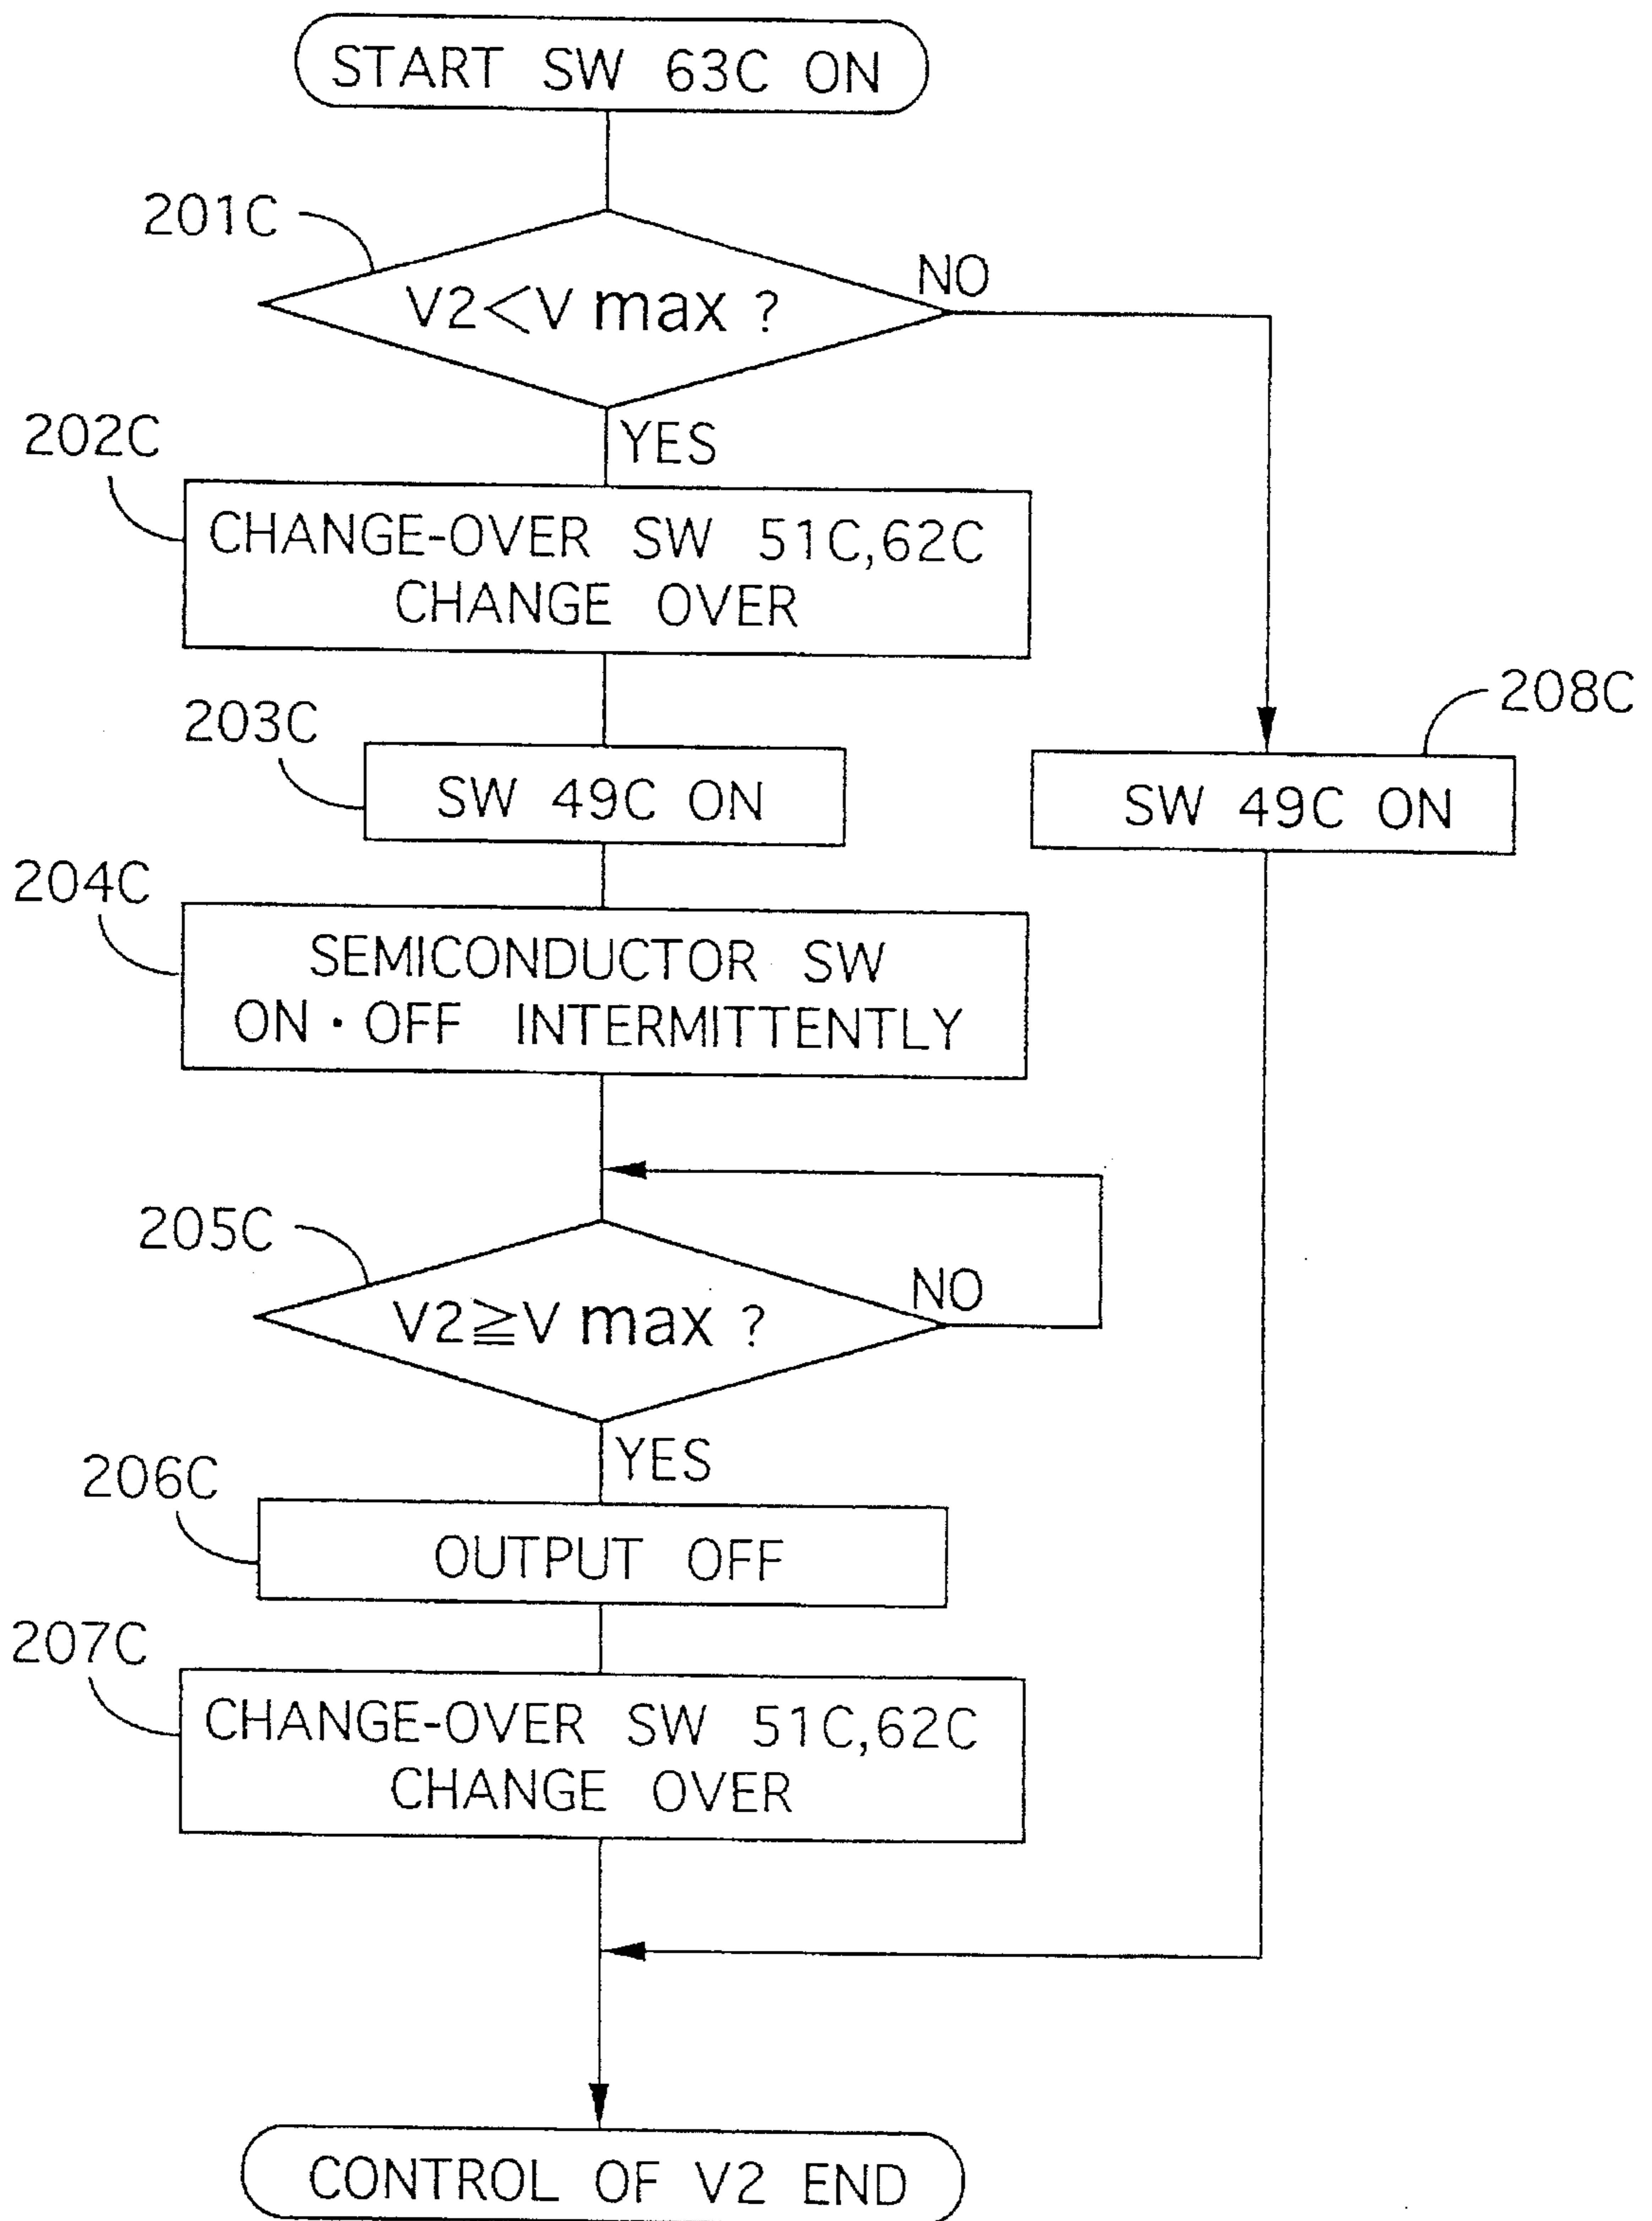 START SW 63C ON
201C
V2<V max ?
NO
YES
202C
CHANGE-OVER SW 51C,62C
CHANGE OVER
203C
SW 49C ON
208C
SW 49C ON
204C
SEMICONDUCTOR SW
ON・OFF INTERMITTENTLY
205C
V2≧V max ?
NO
YES
206C
OUTPUT OFF
207C
CHANGE-OVER SW 51C,62C
CHANGE OVER
CONTROL OF V2 END